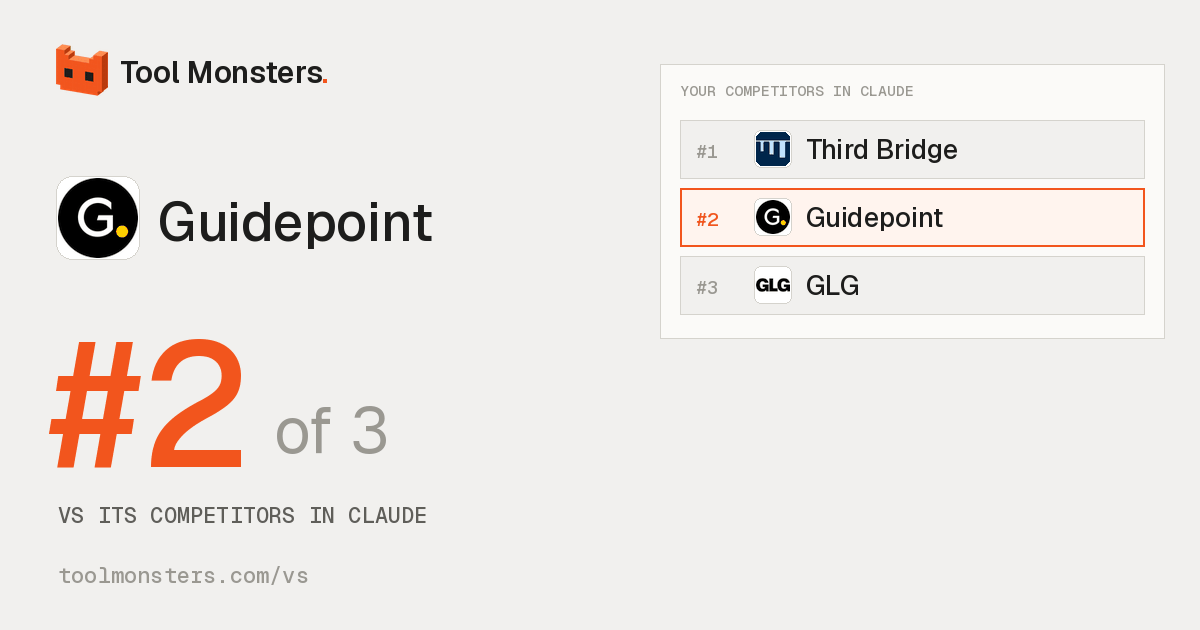 Tool Monsters.
G.
Guidepoint
#2 of 3
VS ITS COMPETITORS IN CLAUDE
toolmonsters.com/vs
YOUR COMPETITORS IN CLAUDE
#1 Third Bridge
#2 G. Guidepoint
#3 GLG GLG